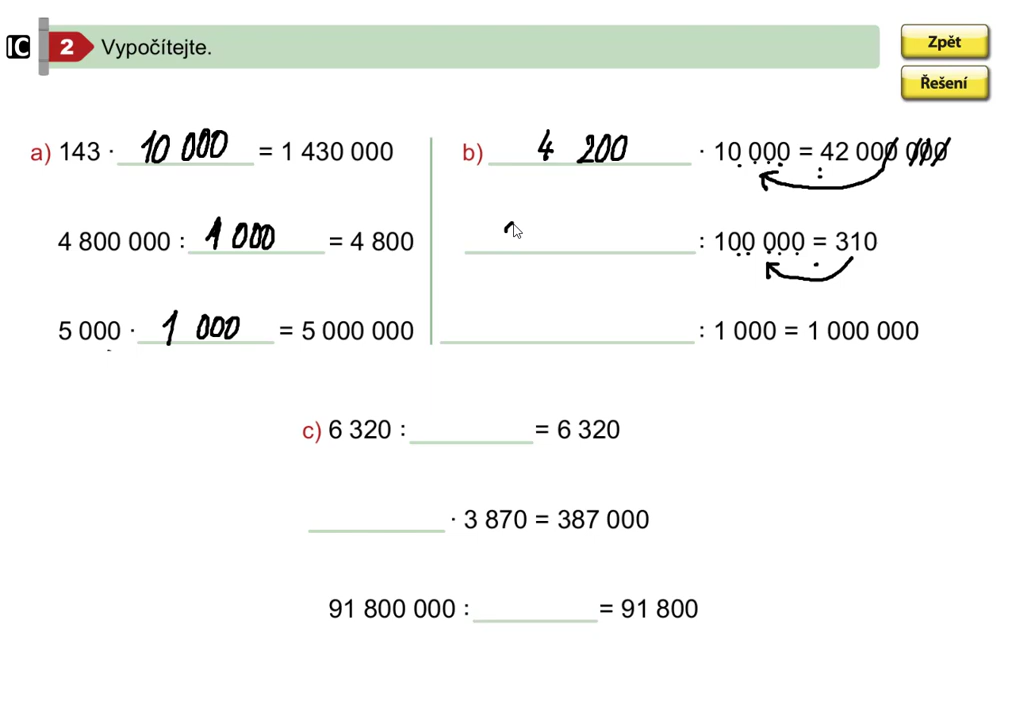 IC 2 Vypočítejte.
Zpět
Řešení
a) 143 · 10 000 = 1 430 000
4 800 000 : 1 000 = 4 800
5 000 · 1 000 = 5 000 000
b) 4 200 · 10 000 = 42 000 000
: 100 000 = 310
: 1 000 = 1 000 000
c) 6 320 : = 6 320
· 3 870 = 387 000
91 800 000 : = 91 800